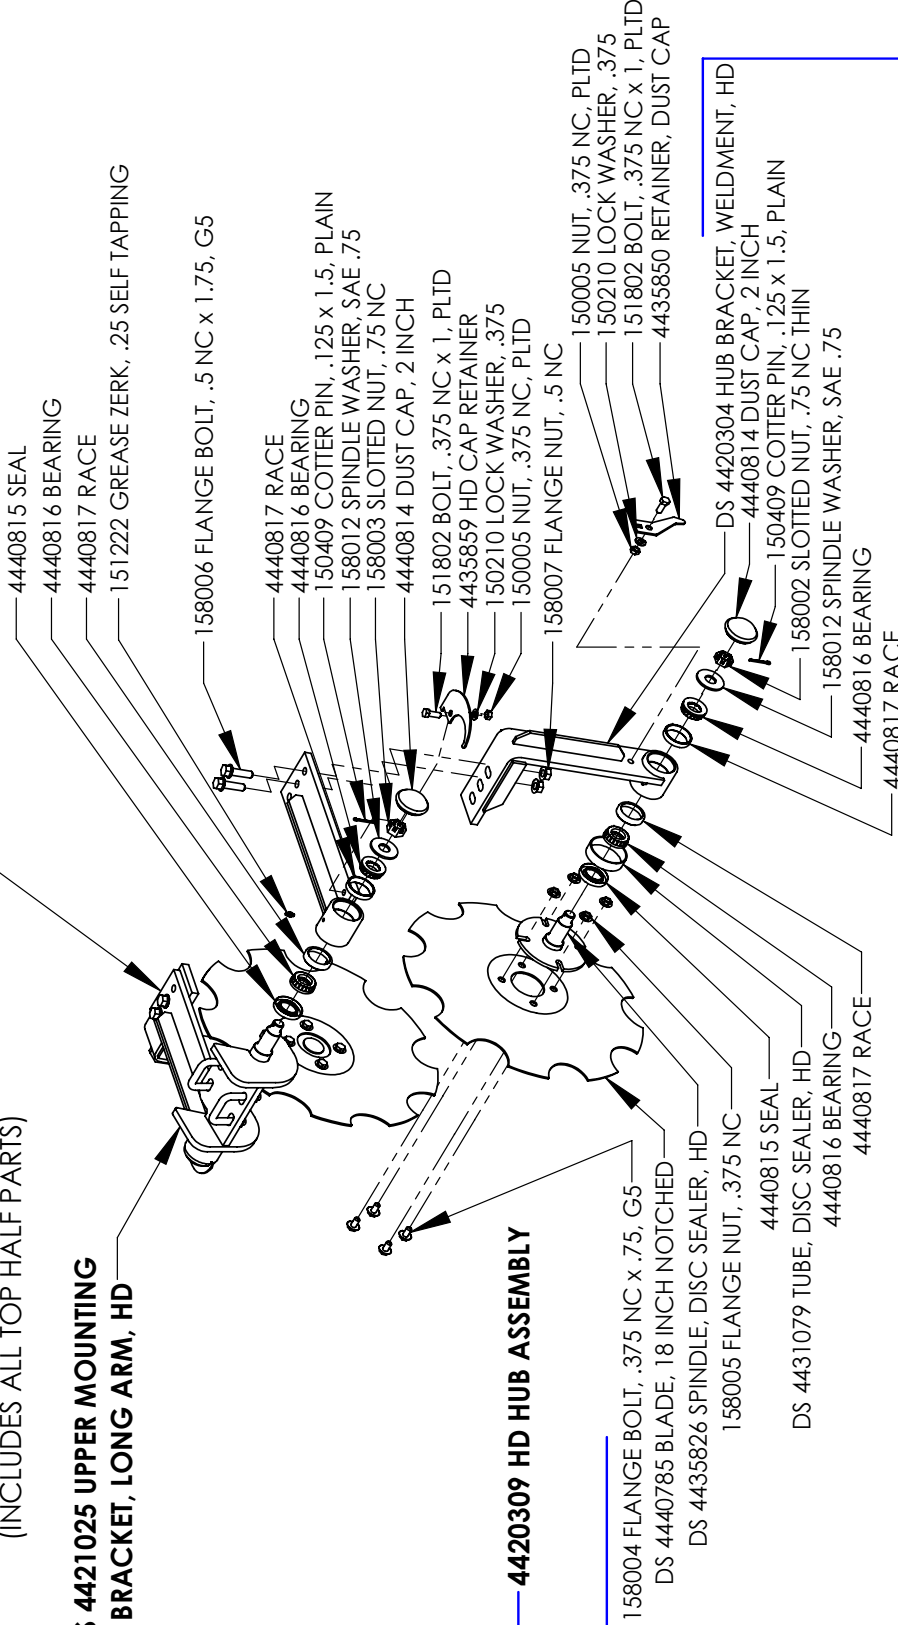 (INCLUDES ALL TOP HALF PARTS)
4421025 UPPER MOUNTING
BRACKET, LONG ARM, HD
4440815 SEAL
4440816 BEARING
4440817 RACE
151222 GREASE ZERK, .25 SELF TAPPING
158006 FLANGE BOLT, .5 NC x 1.75, G5
4440817 RACE
4440816 BEARING
150409 COTTER PIN, .125 x 1.5, PLAIN
158012 SPINDLE WASHER, SAE .75
158003 SLOTTED NUT, .75 NC
4440814 DUST CAP, 2 INCH
151802 BOLT, .375 NC x 1, PLTD
4435859 HD CAP RETAINER
150210 LOCK WASHER, .375
150005 NUT, .375 NC, PLTD
158007 FLANGE NUT, .5 NC
150005 NUT, .375 NC, PLTD
150210 LOCK WASHER, .375
151802 BOLT, .375 NC x 1, PLTD
4435850 RETAINER, DUST CAP
DS 4420304 HUB BRACKET, WELDMENT, HD
4440814 DUST CAP, 2 INCH
150409 COTTER PIN, .125 x 1.5, PLAIN
158002 SLOTTED NUT, .75 NC THIN
158012 SPINDLE WASHER, SAE .75
4440816 BEARING
4440817 RACE
4420309 HD HUB ASSEMBLY
158004 FLANGE BOLT, .375 NC x .75, G5
DS 4440785 BLADE, 18 INCH NOTCHED
DS 4435826 SPINDLE, DISC SEALER, HD
158005 FLANGE NUT, .375 NC
4440815 SEAL
DS 4431079 TUBE, DISC SEALER, HD
4440816 BEARING
4440817 RACE